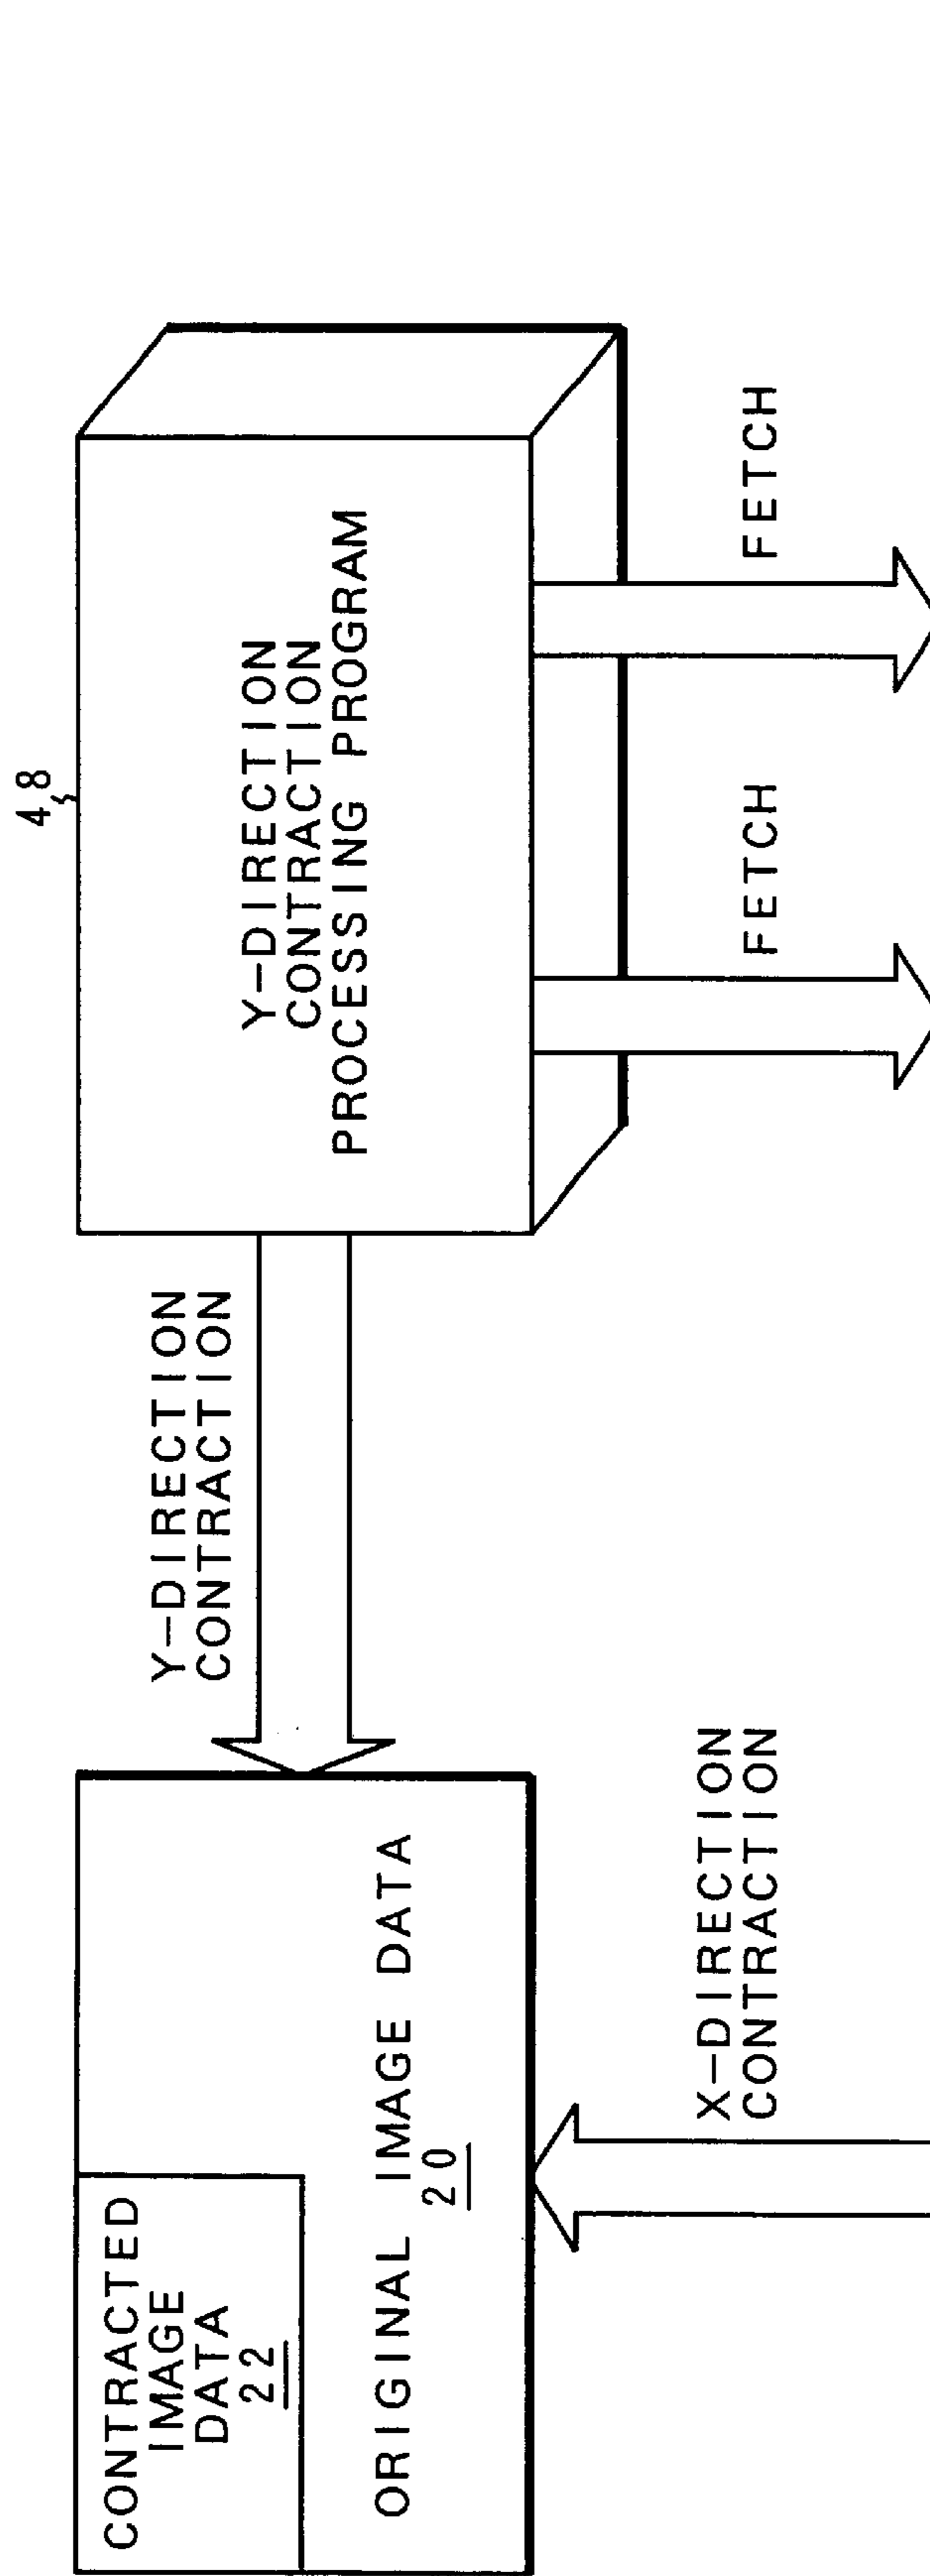 CONTRACTED
IMAGE
DATA
22
ORIGINAL IMAGE DATA
20
Y-DIRECTION
CONTRACTION
48
Y-DIRECTION
CONTRACTION
PROCESSING PROGRAM
X-DIRECTION
CONTRACTION
FETCH
FETCH